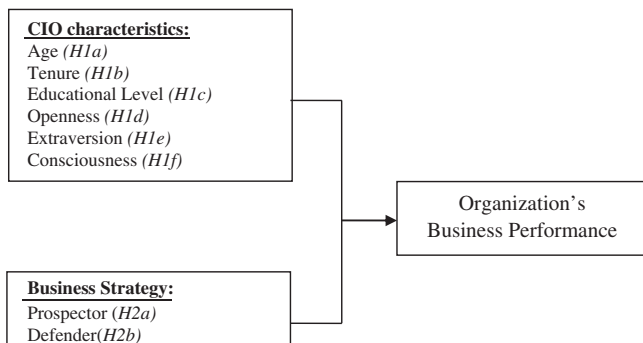 CIO characteristics:
Age (H1a)
Tenure (H1b)
Educational Level (H1c)
Openness (H1d)
Extraversion (H1e)
Consciousness (H1f)
Organization's
Business Performance
Business Strategy:
Prospector (H2a)
Defender(H2b)